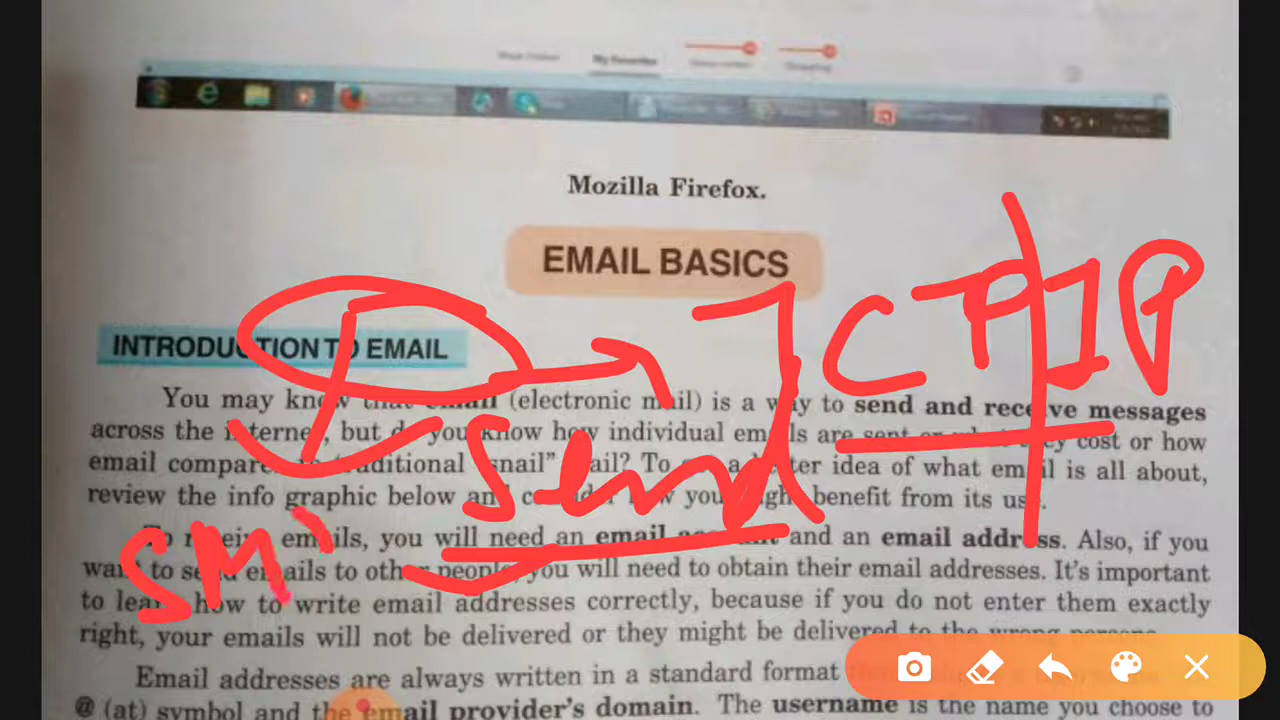 My Favorites
Mozilla Firefox.
EMAIL BASICS
INTRODUCTION TO EMAIL
You may know that email (electronic mail) is a way to send and receive messages
across the internet, but do you know how individual emails are sent or what they cost or how
email compares to traditional "snail" mail? To get a better idea of what email is all about,
review the info graphic below and consider how you might benefit from its use.
To receive emails, you will need an email account and an email address. Also, if you
want to send emails to other people, you will need to obtain their email addresses. It's important
to learn how to write email addresses correctly, because if you do not enter them exactly
right, your emails will not be delivered or they might be delivered to the wrong persons.
Email addresses are always written in a standard format
@ (at) symbol and the email provider's domain. The username is the name you choose to
TCP/IP
Send
SM